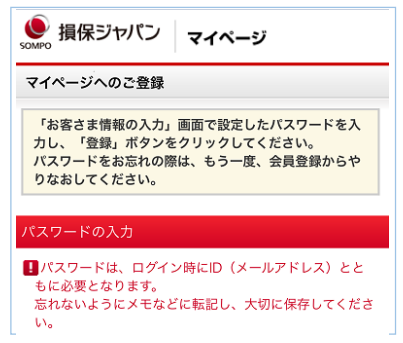 SOMPO 損保ジャパン マイページ
マイページへのご登録
「お客さま情報の入力」画面で設定したパスワードを入
力し、「登録」ボタンをクリックしてください。
パスワードをお忘れの際は、もう一度、会員登録からや
りなおしてください。
パスワードの入力
!パスワードは、ログイン時にID(メールアドレス)とと
もに必要となります。
忘れないようにメモなどに転記し、大切に保存してくださ
い。